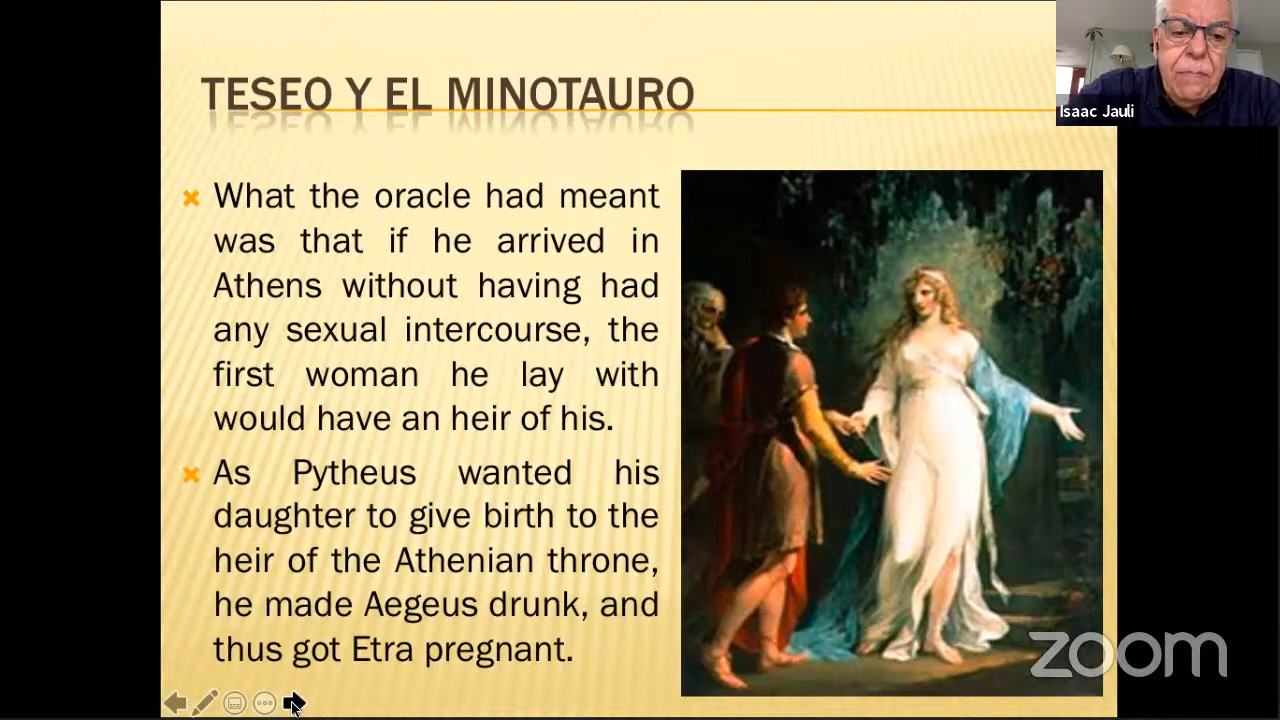 TESEO Y EL MINOTAURO
Isaac Jauli
What the oracle had meant
was that if he arrived in
Athens without having had
any sexual intercourse, the
first woman he lay with
would have an heir of his.
As Pytheus wanted his
daughter to give birth to the
heir of the Athenian throne,
he made Aegeus drunk, and
thus got Etra pregnant.
zoom